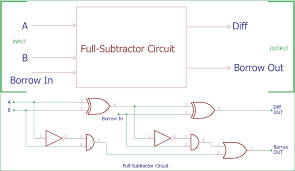 A
Diff
INPUT
Full-Subtractor Circuit
OUTPUT
B
Borrow In
Borrow Out
A
B
Borrow In
Diff
OUT
Borrow
OUT
Full-Subtractor Circuit